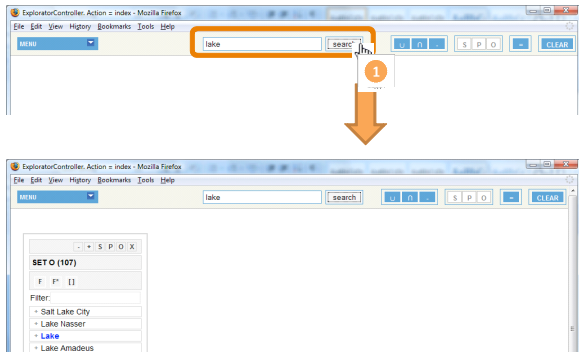 ExploratorController. Action = index - Mozilla Firefox
File Edit View History Bookmarks Tools Help
MENU lake search ∪ ∩ - S P O = CLEAR
1
ExploratorController. Action = index - Mozilla Firefox
File Edit View History Bookmarks Tools Help
MENU lake search ∪ ∩ - S P O = CLEAR
- + S P O X
SET O (107)
F F* []
Filter:
+ Salt Lake City
+ Lake Nasser
+ Lake
+ Lake Amadeus